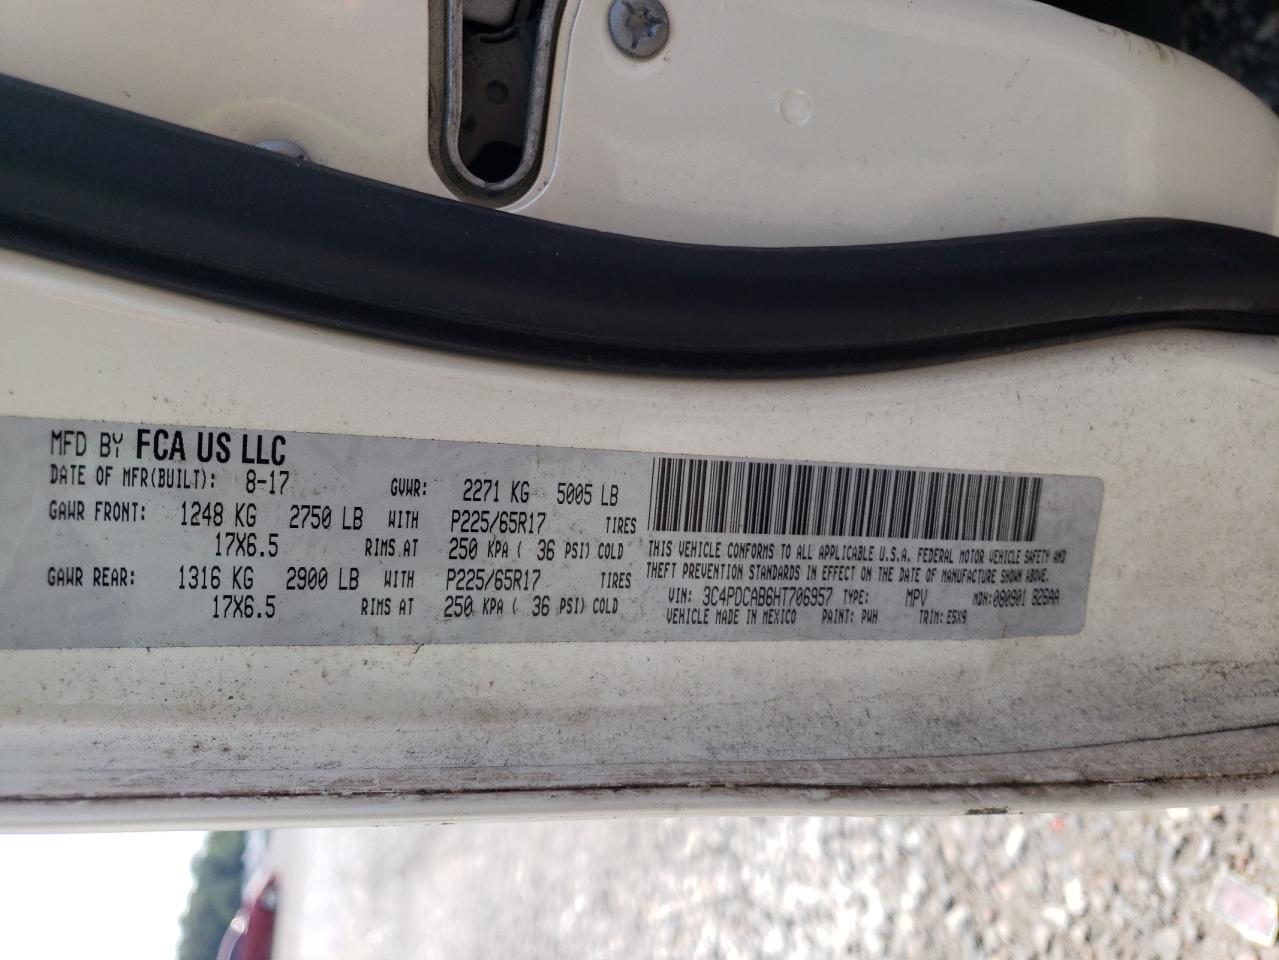 MFD BY FCA US LLC
DATE OF MFR(BUILT): 8-17 GVWR: 2271 KG 5005 LB
GAWR FRONT: 1248 KG 2750 LB WITH P225/65R17 TIRES
17X6.5 RIMS AT 250 KPA ( 36 PSI) COLD
GAWR REAR: 1316 KG 2900 LB WITH P225/65R17 TIRES
17X6.5 RIMS AT 250 KPA ( 36 PSI) COLD
THIS VEHICLE CONFORMS TO ALL APPLICABLE U.S.A. FEDERAL MOTOR VEHICLE SAFETY AND
THEFT PREVENTION STANDARDS IN EFFECT ON THE DATE OF MANUFACTURE SHOWN ABOVE.
VIN: 3C4PDCAB6HT706957 TYPE: MPV MDH: 080901 826AA
VEHICLE MADE IN MEXICO PAINT: PWH TRIM: E5X9